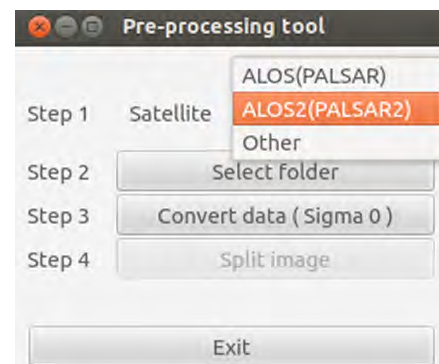 Pre-processing tool
ALOS(PALSAR)
Step 1 Satellite ALOS2(PALSAR2)
Other
Step 2 Select folder
Step 3 Convert data ( Sigma 0 )
Step 4 Split image
Exit